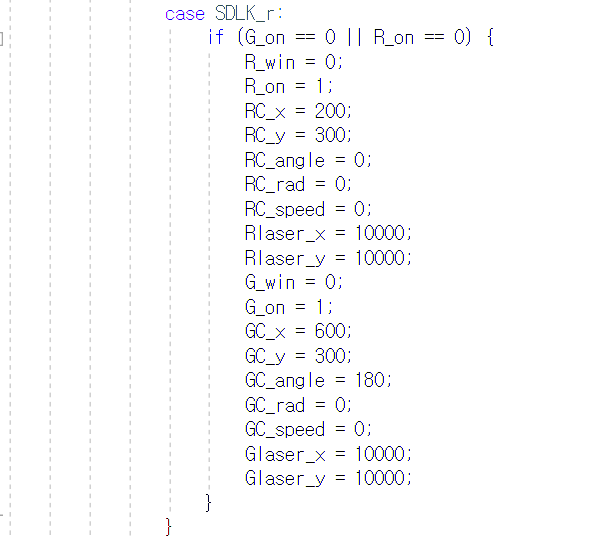 case SDLK_r:
if (G_on == 0 || R_on == 0) {
R_win = 0;
R_on = 1;
RC_x = 200;
RC_y = 300;
RC_angle = 0;
RC_rad = 0;
RC_speed = 0;
Rlaser_x = 10000;
Rlaser_y = 10000;
G_win = 0;
G_on = 1;
GC_x = 600;
GC_y = 300;
GC_angle = 180;
GC_rad = 0;
GC_speed = 0;
Glaser_x = 10000;
Glaser_y = 10000;
}
}